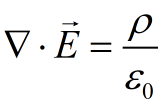 ∇ · E⃗ = ρ / ε₀